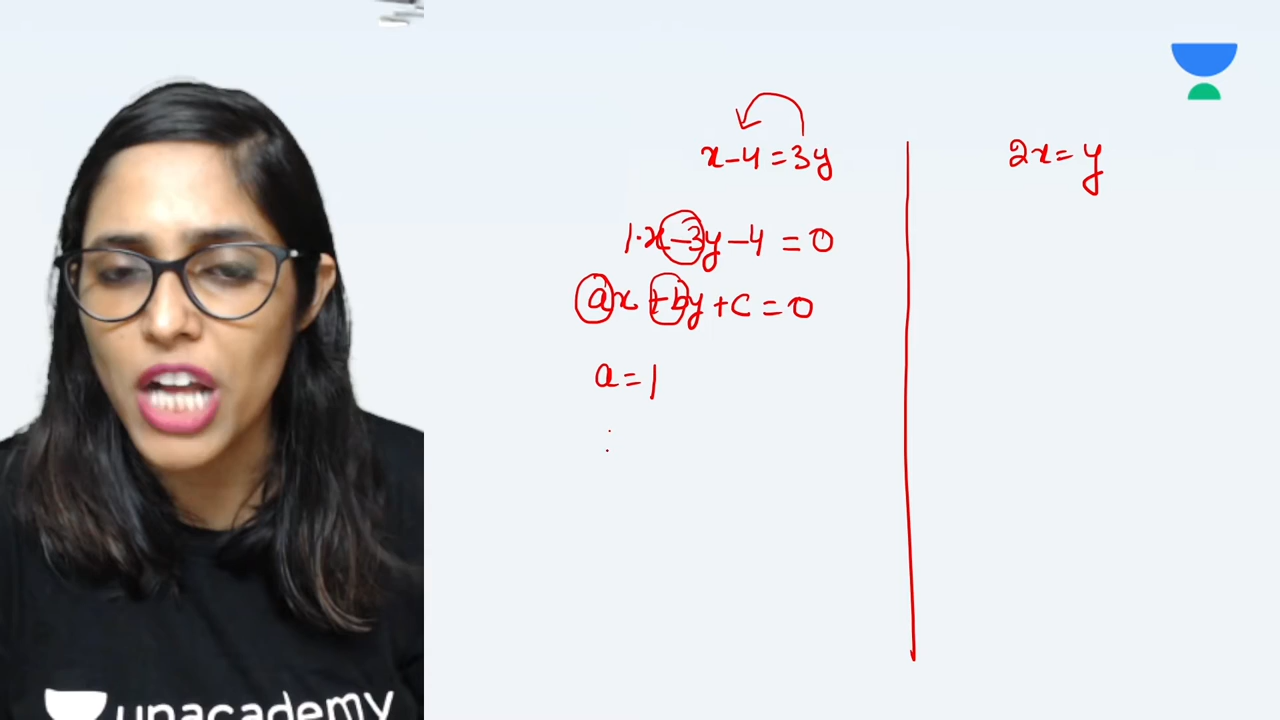 x-4=3y
1·x-3y-4=0
ax+by+c=0
a=1
:
2x=y
unacademy